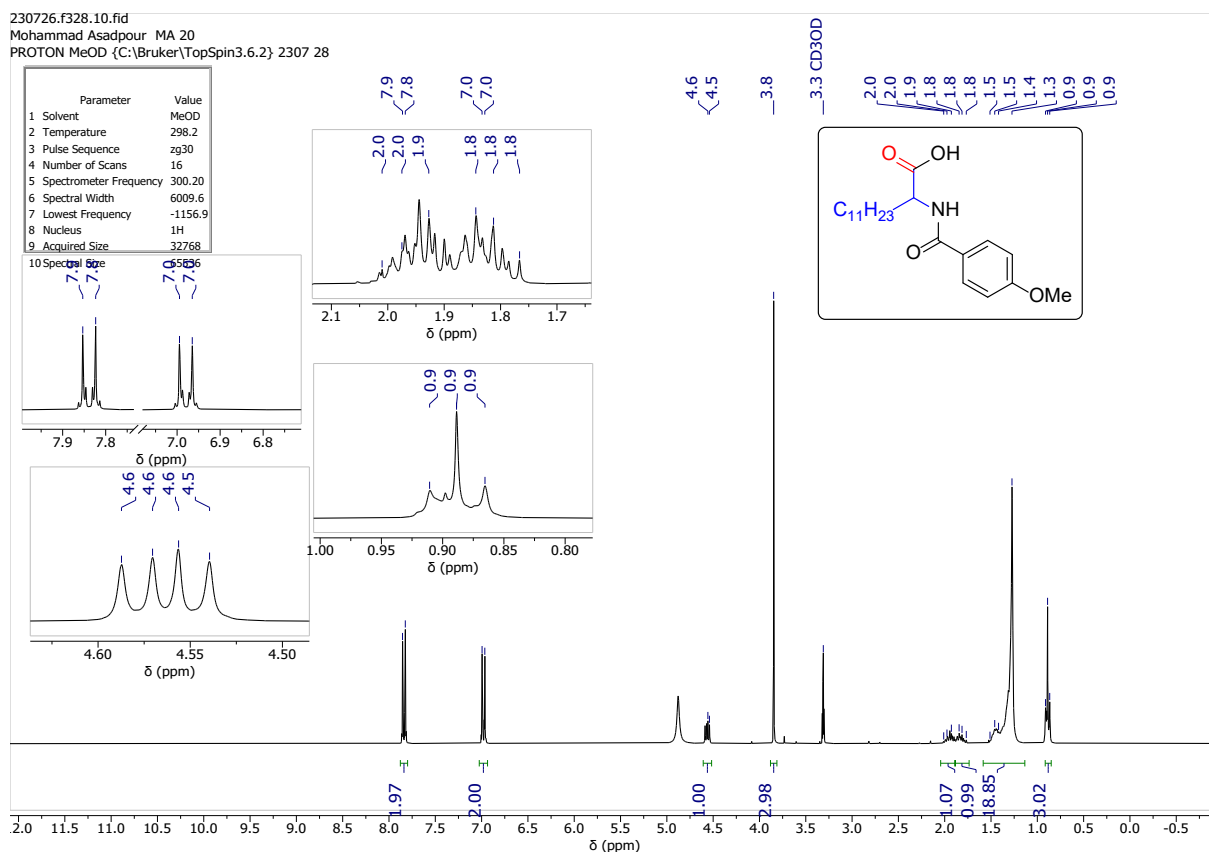 230726.f328.10.fid
Mohammad Asadpour MA 20
PROTON MeOD {C:\Bruker\TopSpin3.6.2} 2307 28
Parameter Value
1 Solvent MeOD
2 Temperature 298.2
3 Pulse Sequence zg30
4 Number of Scans 16
5 Spectrometer Frequency 300.20
6 Spectral Width 6009.6
7 Lowest Frequency -1156.9
8 Nucleus 1H
9 Acquired Size 32768
10 Spectral Size 65536
7.9 7.8 7.0 7.0 4.6 4.5 3.8 3.3 CD3OD 2.0 2.0 1.9 1.8 1.8 1.8 1.5 1.5 1.4 1.3 0.9 0.9 0.9
2.0 2.0 1.9 1.8 1.8 1.8
2.1 2.0 1.9 1.8 1.7
δ (ppm)
O
OH
C11H23
NH
O
OMe
7.9 7.8 7.0 7.0
7.9 7.8 7.0 6.9 6.8
δ (ppm)
0.9 0.9 0.9
1.00 0.95 0.90 0.85 0.80
δ (ppm)
4.6 4.6 4.6 4.5
4.60 4.55 4.50
δ (ppm)
1.97 2.00 1.00 2.98 1.07 0.99 18.85 3.02
2.0 11.5 11.0 10.5 10.0 9.5 9.0 8.5 8.0 7.5 7.0 6.5 6.0 5.5 5.0 4.5 4.0 3.5 3.0 2.5 2.0 1.5 1.0 0.5 0.0 -0.5
δ (ppm)